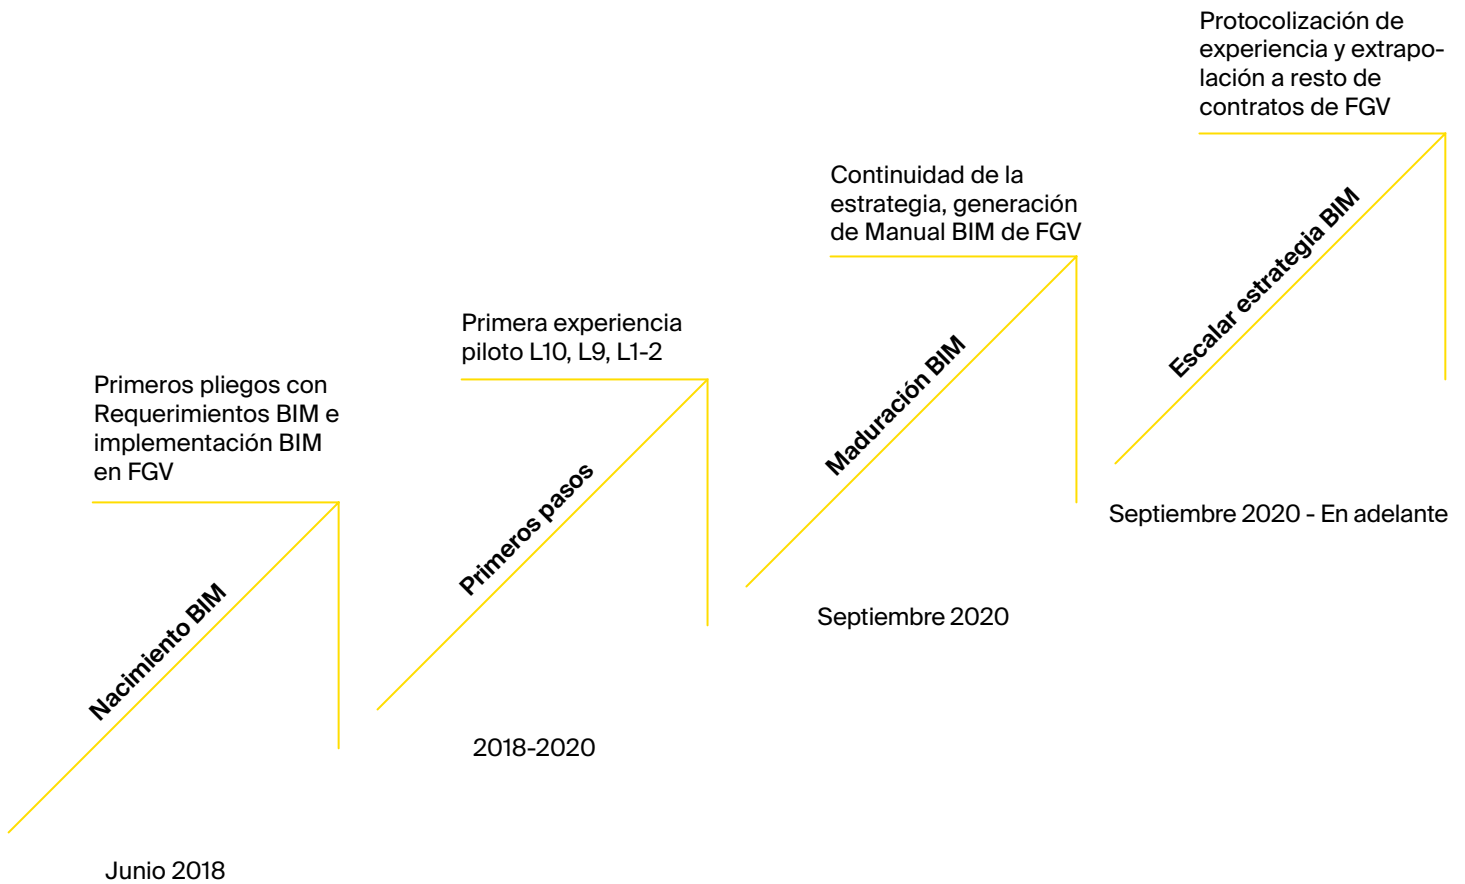 Primeros pliegos con
Requerimientos BIM e
implementación BIM
en FGV
Nacimiento BIM
Junio 2018
Primera experiencia
piloto L10, L9, L1-2
Primeros pasos
2018-2020
Continuidad de la
estrategia, generación
de Manual BIM de FGV
Maduración BIM
Septiembre 2020
Protocolización de
experiencia y extrapo-
lación a resto de
contratos de FGV
Escalar estrategia BIM
Septiembre 2020 - En adelante